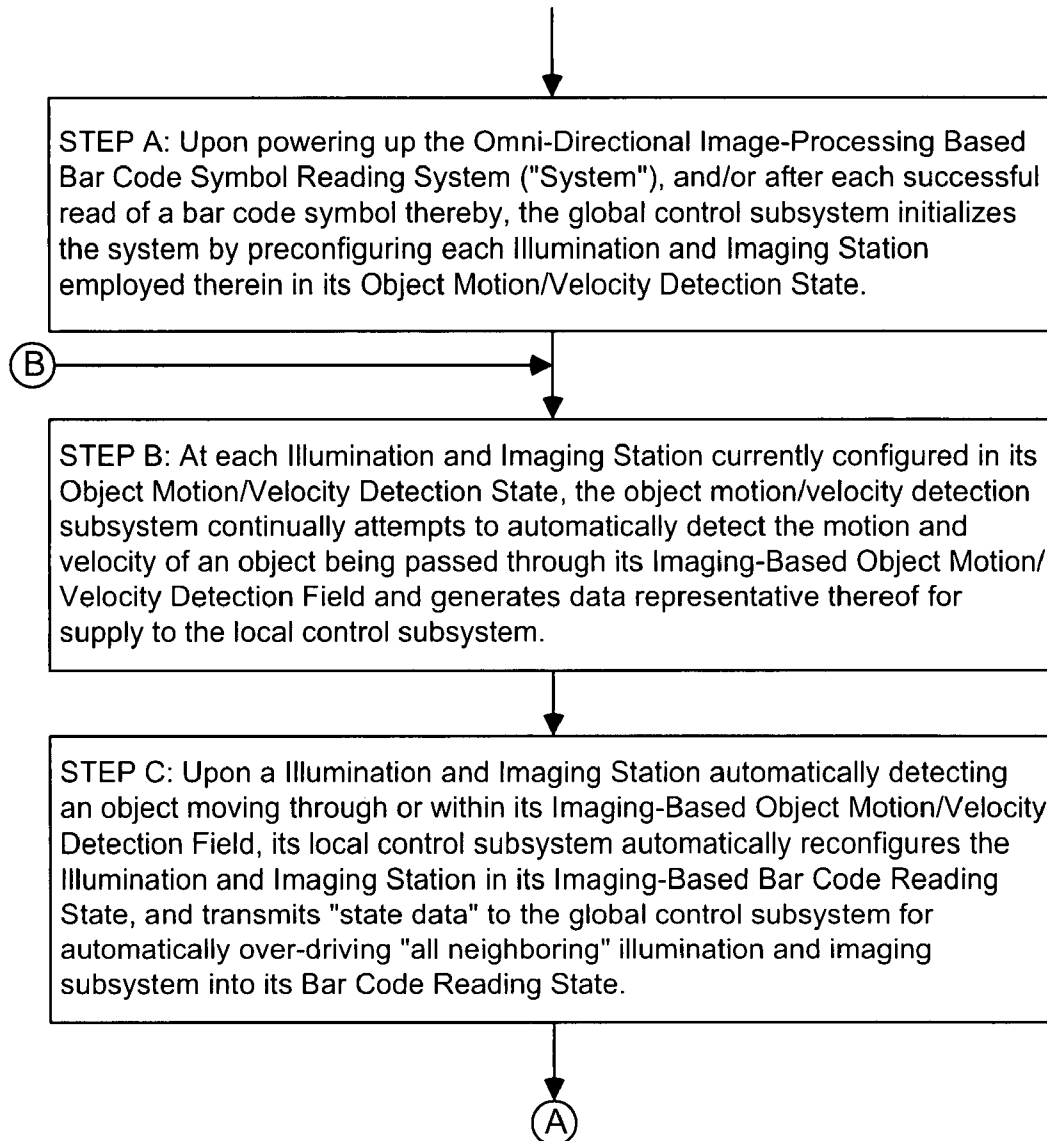 STEP A: Upon powering up the Omni-Directional Image-Processing Based
Bar Code Symbol Reading System ("System"), and/or after each successful
read of a bar code symbol thereby, the global control subsystem initializes
the system by preconfiguring each Illumination and Imaging Station
employed therein in its Object Motion/Velocity Detection State.
B
STEP B: At each Illumination and Imaging Station currently configured in its
Object Motion/Velocity Detection State, the object motion/velocity detection
subsystem continually attempts to automatically detect the motion and
velocity of an object being passed through its Imaging-Based Object Motion/
Velocity Detection Field and generates data representative thereof for
supply to the local control subsystem.
STEP C: Upon a Illumination and Imaging Station automatically detecting
an object moving through or within its Imaging-Based Object Motion/Velocity
Detection Field, its local control subsystem automatically reconfigures the
Illumination and Imaging Station in its Imaging-Based Bar Code Reading
State, and transmits "state data" to the global control subsystem for
automatically over-driving "all neighboring" illumination and imaging
subsystem into its Bar Code Reading State.
A